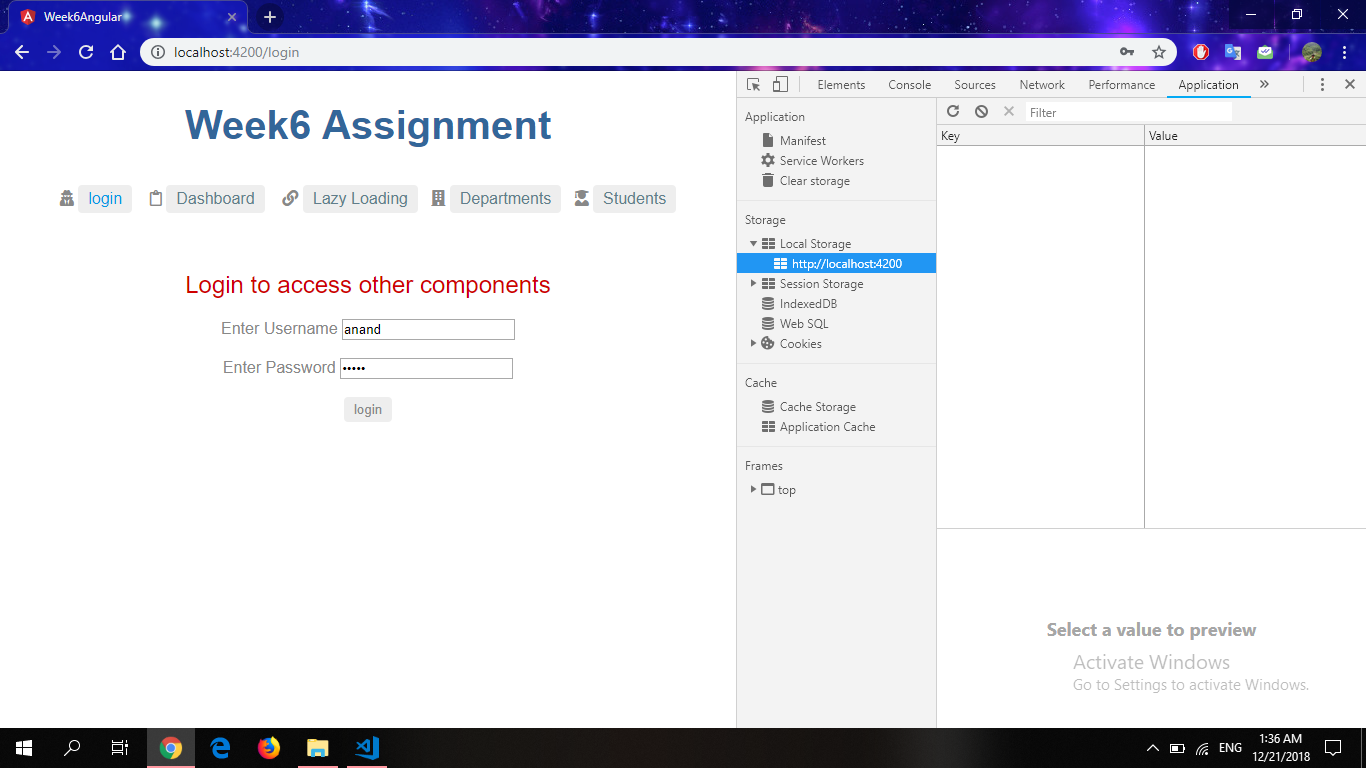 Week6Angular
localhost:4200/login
Elements Console Sources Network Performance Application
Week6 Assignment
login Dashboard Lazy Loading Departments Students
Login to access other components
Enter Username anand
Enter Password •••••
login
Application
Manifest
Service Workers
Clear storage
Storage
Local Storage
http://localhost:4200
Session Storage
IndexedDB
Web SQL
Cookies
Cache
Cache Storage
Application Cache
Frames
top
Filter
Key Value
Select a value to preview
Activate Windows
Go to Settings to activate Windows.
ENG
1:36 AM
12/21/2018